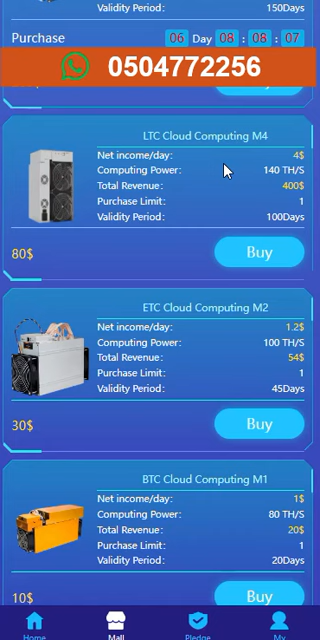 Validity Period: 150Days
Purchase 06 Day 08 : 08 : 07
0504772256
LTC Cloud Computing M4
Net income/day: 4$
Computing Power: 140 TH/S
Total Revenue: 400$
Purchase Limit: 1
Validity Period: 100Days
80$ Buy
ETC Cloud Computing M2
Net income/day: 1.2$
Computing Power: 100 TH/S
Total Revenue: 54$
Purchase Limit: 1
Validity Period: 45Days
30$ Buy
BTC Cloud Computing M1
Net income/day: 1$
Computing Power: 80 TH/S
Total Revenue: 20$
Purchase Limit: 1
Validity Period: 20Days
10$ Buy
Home Mall Pledge My